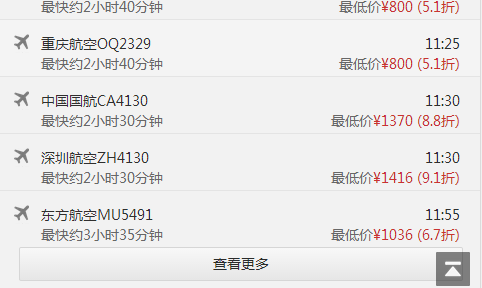 最快约2小时40分钟 最低价¥800 (5.1折)
重庆航空OQ2329 11:25
最快约2小时40分钟 最低价¥800 (5.1折)
中国国航CA4130 11:30
最快约2小时30分钟 最低价¥1370 (8.8折)
深圳航空ZH4130 11:30
最快约2小时30分钟 最低价¥1416 (9.1折)
东方航空MU5491 11:55
最快约3小时35分钟 最低价¥1036 (6.7折)
查看更多